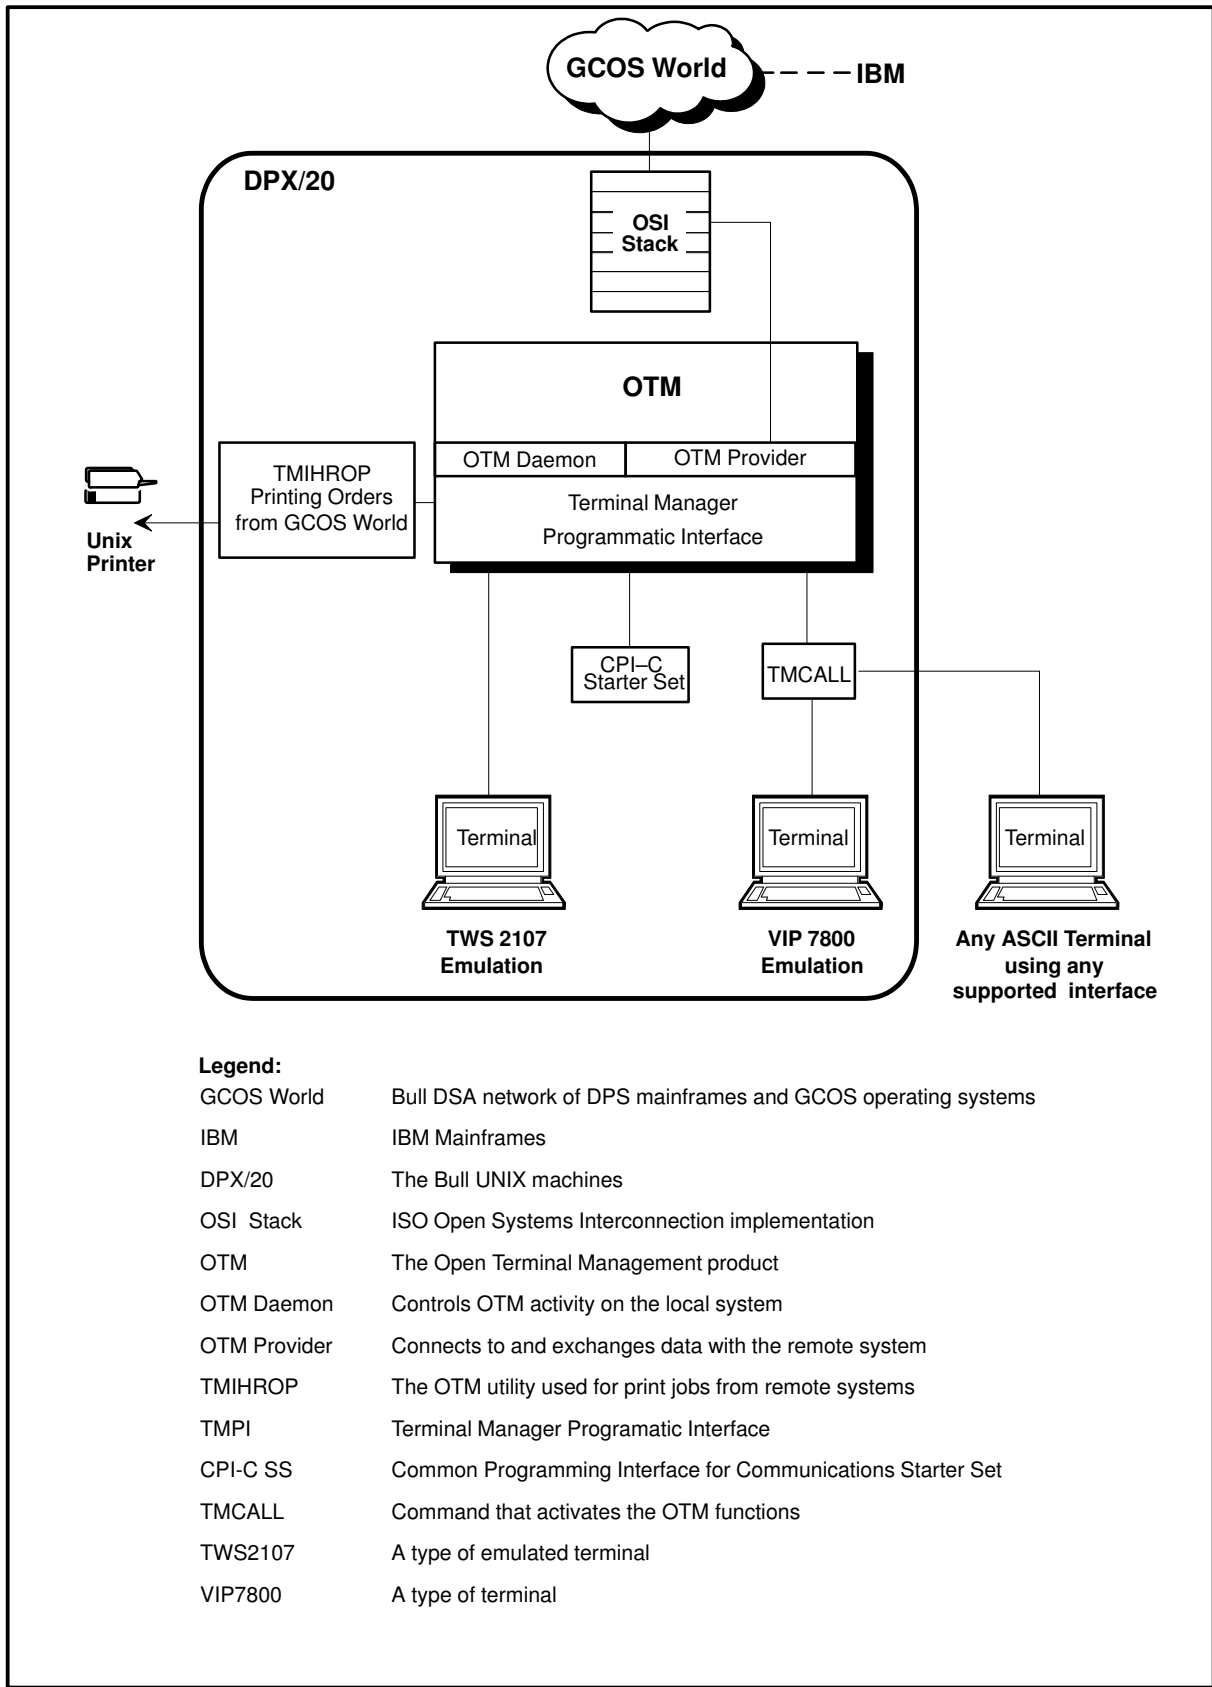 GCOS World
IBM
DPX/20
OSI
Stack
OTM
OTM Daemon
OTM Provider
TMIHROP
Printing Orders
from GCOS World
Terminal Manager
Programmatic Interface
Unix
Printer
CPI–C
Starter Set
TMCALL
Terminal
Terminal
Terminal
TWS 2107
Emulation
VIP 7800
Emulation
Any ASCII Terminal
using any
supported interface
Legend:
GCOS World Bull DSA network of DPS mainframes and GCOS operating systems
IBM IBM Mainframes
DPX/20 The Bull UNIX machines
OSI Stack ISO Open Systems Interconnection implementation
OTM The Open Terminal Management product
OTM Daemon Controls OTM activity on the local system
OTM Provider Connects to and exchanges data with the remote system
TMIHROP The OTM utility used for print jobs from remote systems
TMPI Terminal Manager Programatic Interface
CPI-C SS Common Programming Interface for Communications Starter Set
TMCALL Command that activates the OTM functions
TWS2107 A type of emulated terminal
VIP7800 A type of terminal